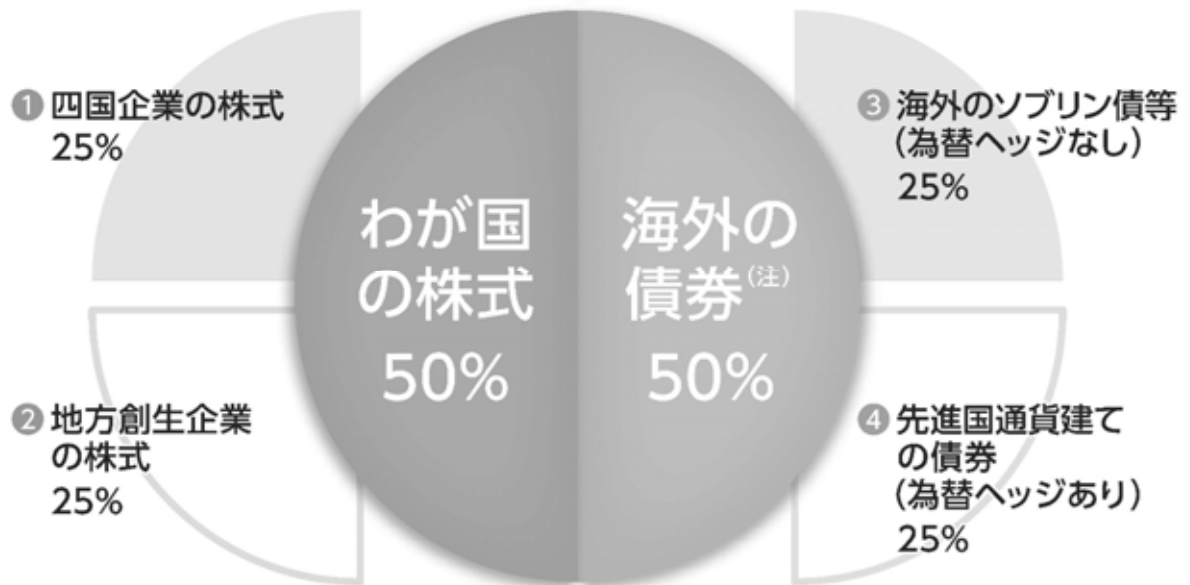 ❶ 四国企業の株式
25%
❷ 地方創生企業
の株式
25%
わが国
の株式
50%
海外の
債券(注)
50%
❸ 海外のソブリン債等
(為替ヘッジなし)
25%
❹ 先進国通貨建て
の債券
(為替ヘッジあり)
25%